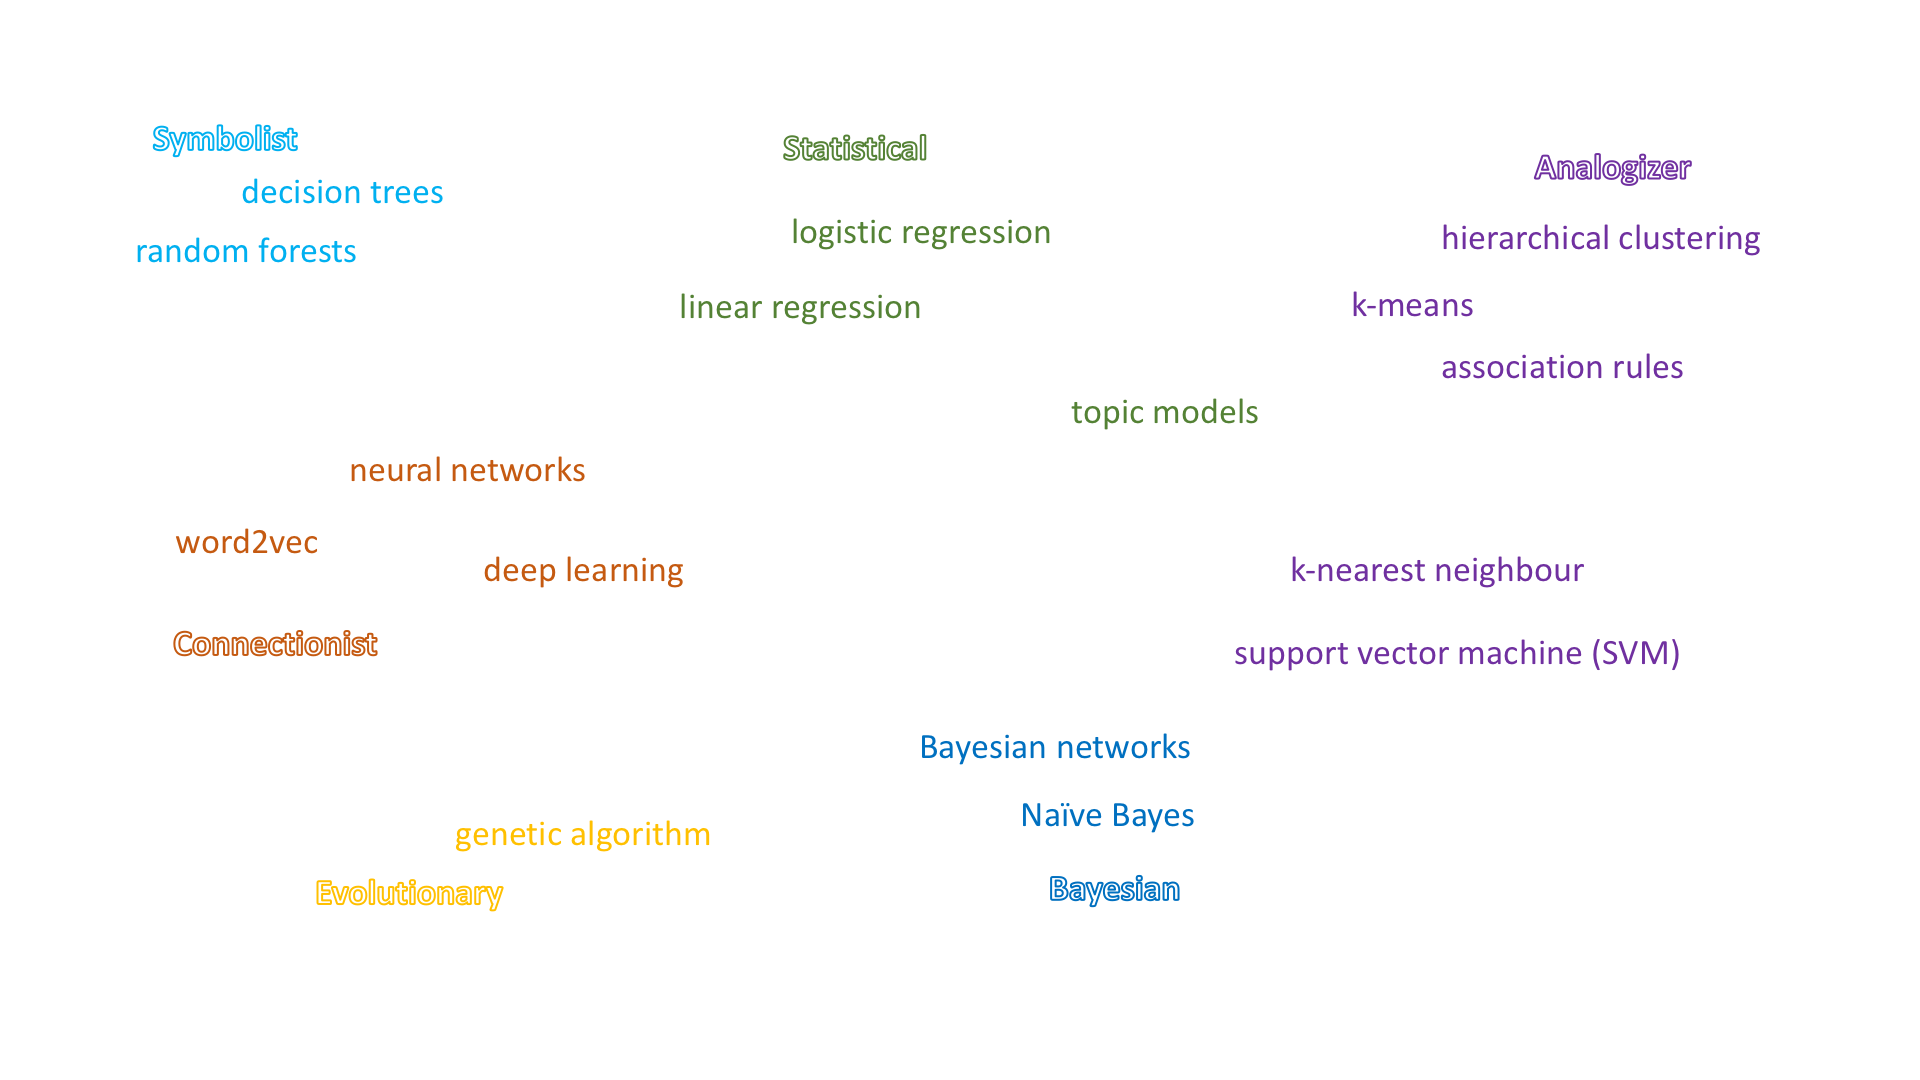 Symbolist
decision trees
random forests
Statistical
logistic regression
linear regression
topic models
Analogizer
hierarchical clustering
k-means
association rules
k-nearest neighbour
support vector machine (SVM)
neural networks
word2vec
deep learning
Connectionist
genetic algorithm
Evolutionary
Bayesian networks
Naïve Bayes
Bayesian